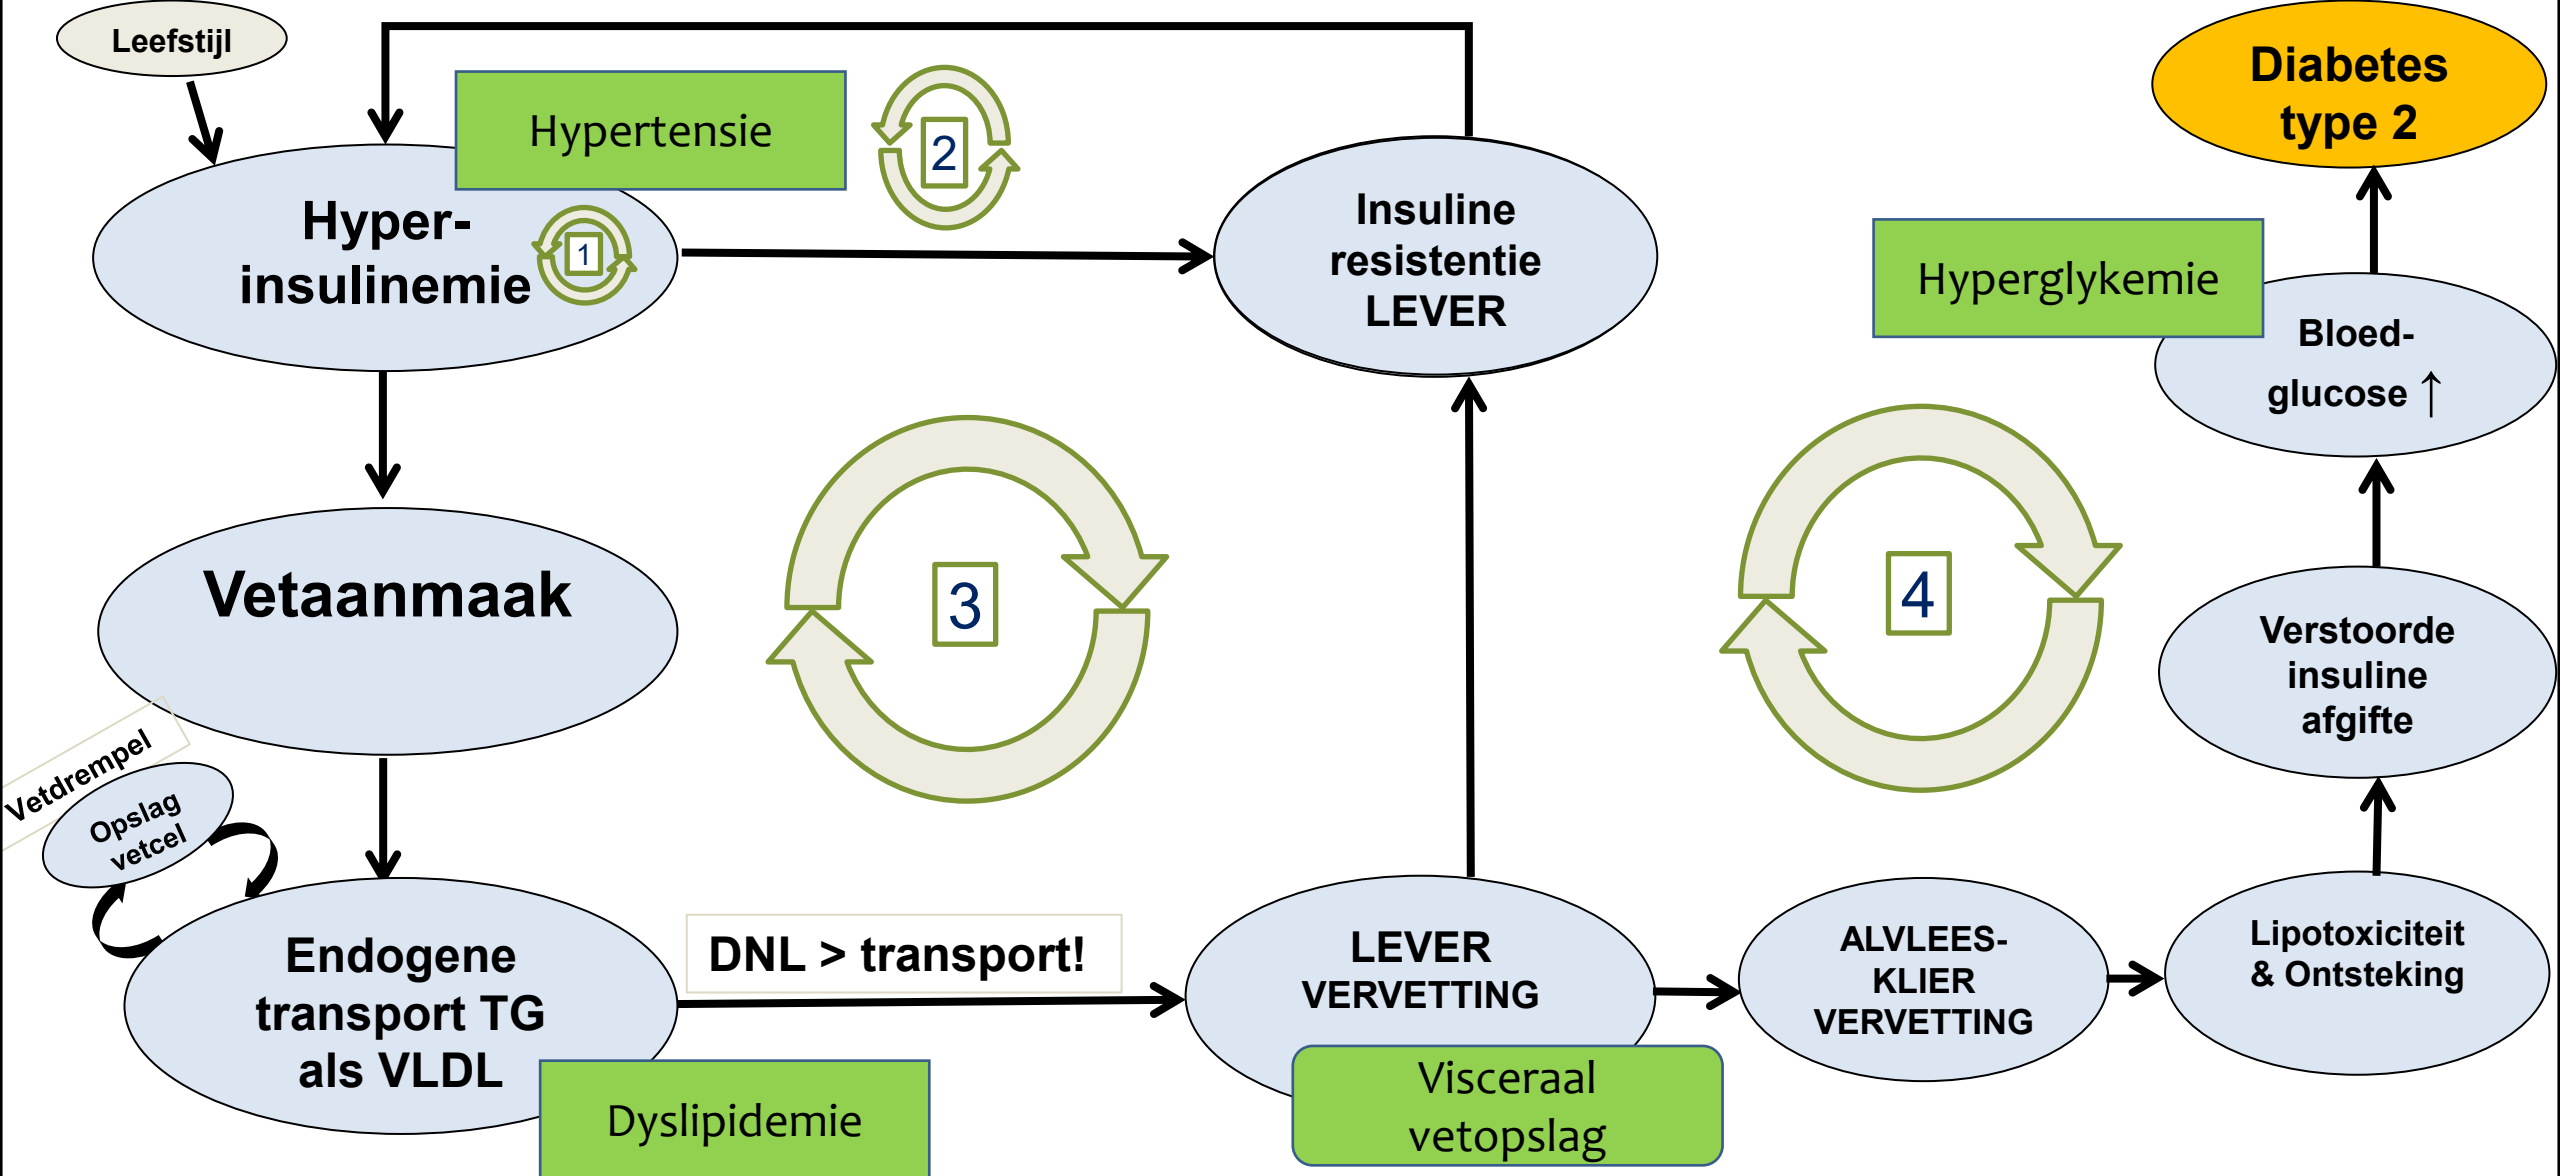 Leefstijl
Hypertensie
2
Diabetes
type 2
Hyper-
insulinemie
1
Insuline
resistentie
LEVER
Hyperglykemie
Bloed-
glucose ↑
Vetaanmaak
3
4
Verstoorde
insuline
afgifte
Vetdrempel
Opslag
vetcel
Endogene
transport TG
als VLDL
DNL > transport!
LEVER
VERVETTING
ALVLEES-
KLIER
VERVETTING
Lipotoxiciteit
& Ontsteking
Dyslipidemie
Visceraal
vetopslag